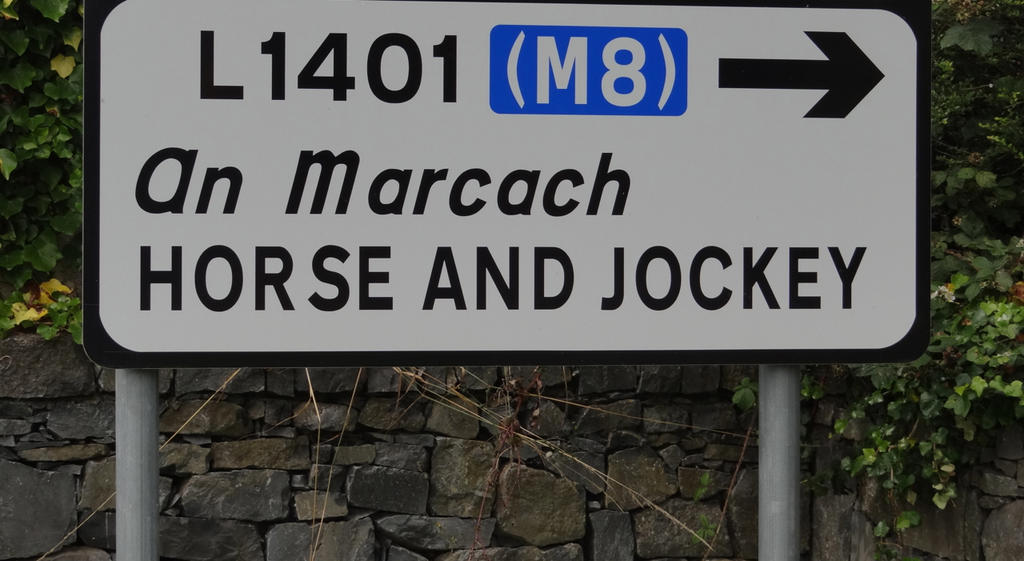 L1401 (M8)
An Marcach
HORSE AND JOCKEY